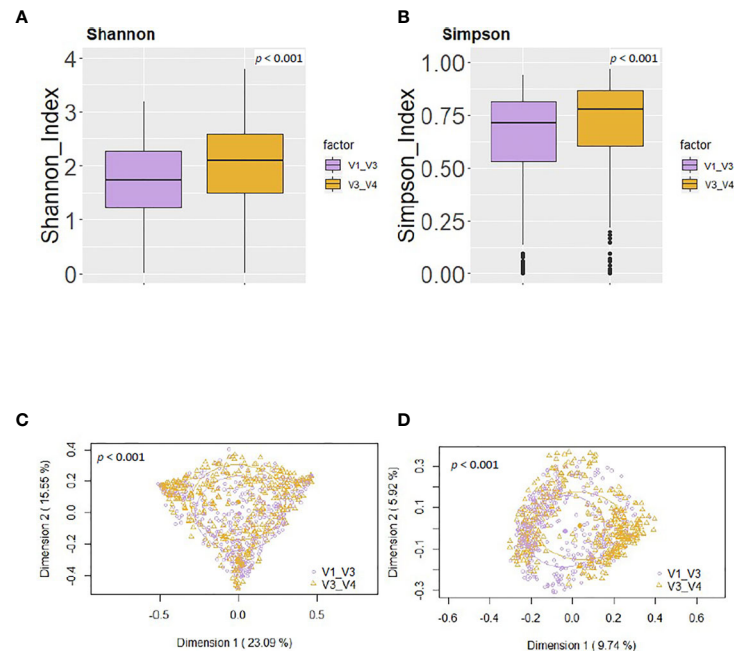 A
Shannon
p < 0.001
Shannon_Index
4
3
2
1
0
factor
V1_V3
V3_V4
B
Simpson
p < 0.001
Simpson_Index
1.00
0.75
0.50
0.25
0.00
factor
V1_V3
V3_V4
C
p < 0.001
Dimension 2 ( 15.55 %)
0.4
0.2
0.0
-0.2
-0.4
V1_V3
V3_V4
-0.5
0.0
0.5
Dimension 1 ( 23.09 %)
D
p < 0.001
Dimension 2 ( 5.92 %)
0.3
0.1
-0.1
-0.3
V1_V3
V3_V4
-0.6
-0.4
-0.2
0.0
0.2
0.4
0.6
Dimension 1 ( 9.74 %)